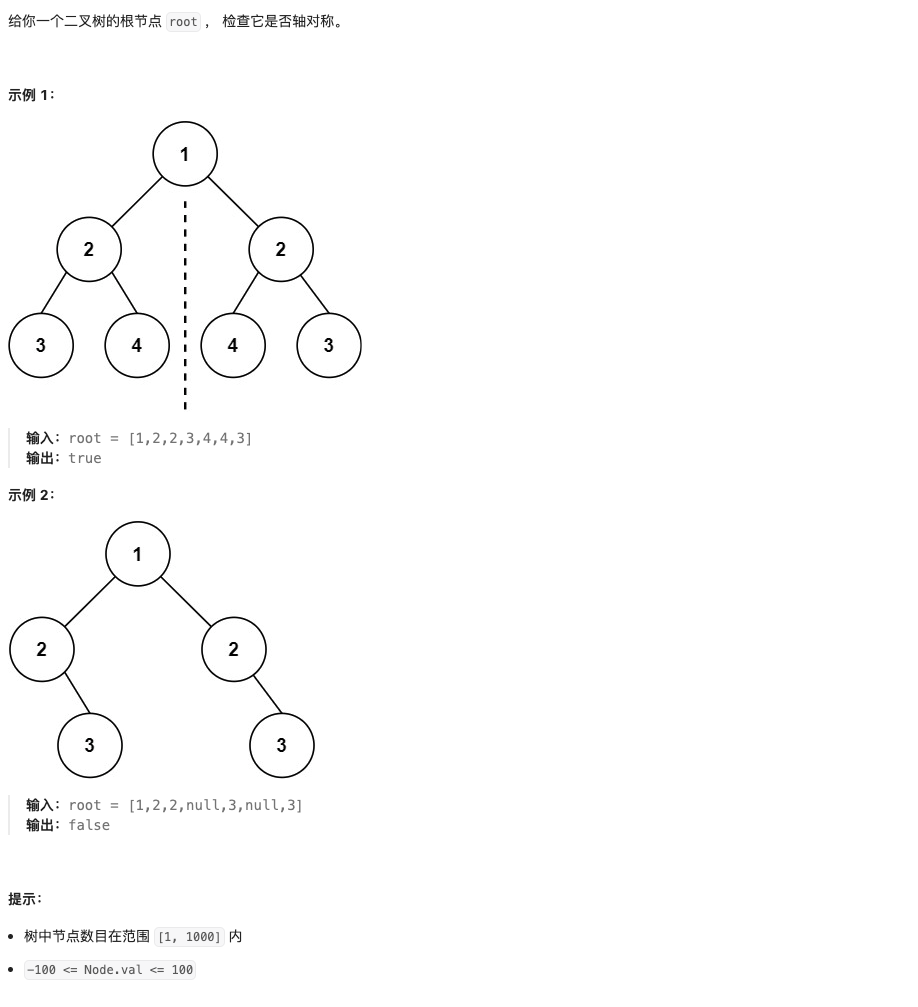 给你一个二叉树的根节点 root ， 检查它是否轴对称。
示例 1：
1
2 2
3 4 4 3
输入：root = [1,2,2,3,4,4,3]
输出：true
示例 2：
1
2 2
3 3
输入：root = [1,2,2,null,3,null,3]
输出：false
提示：
• 树中节点数目在范围 [1, 1000] 内
• -100 <= Node.val <= 100